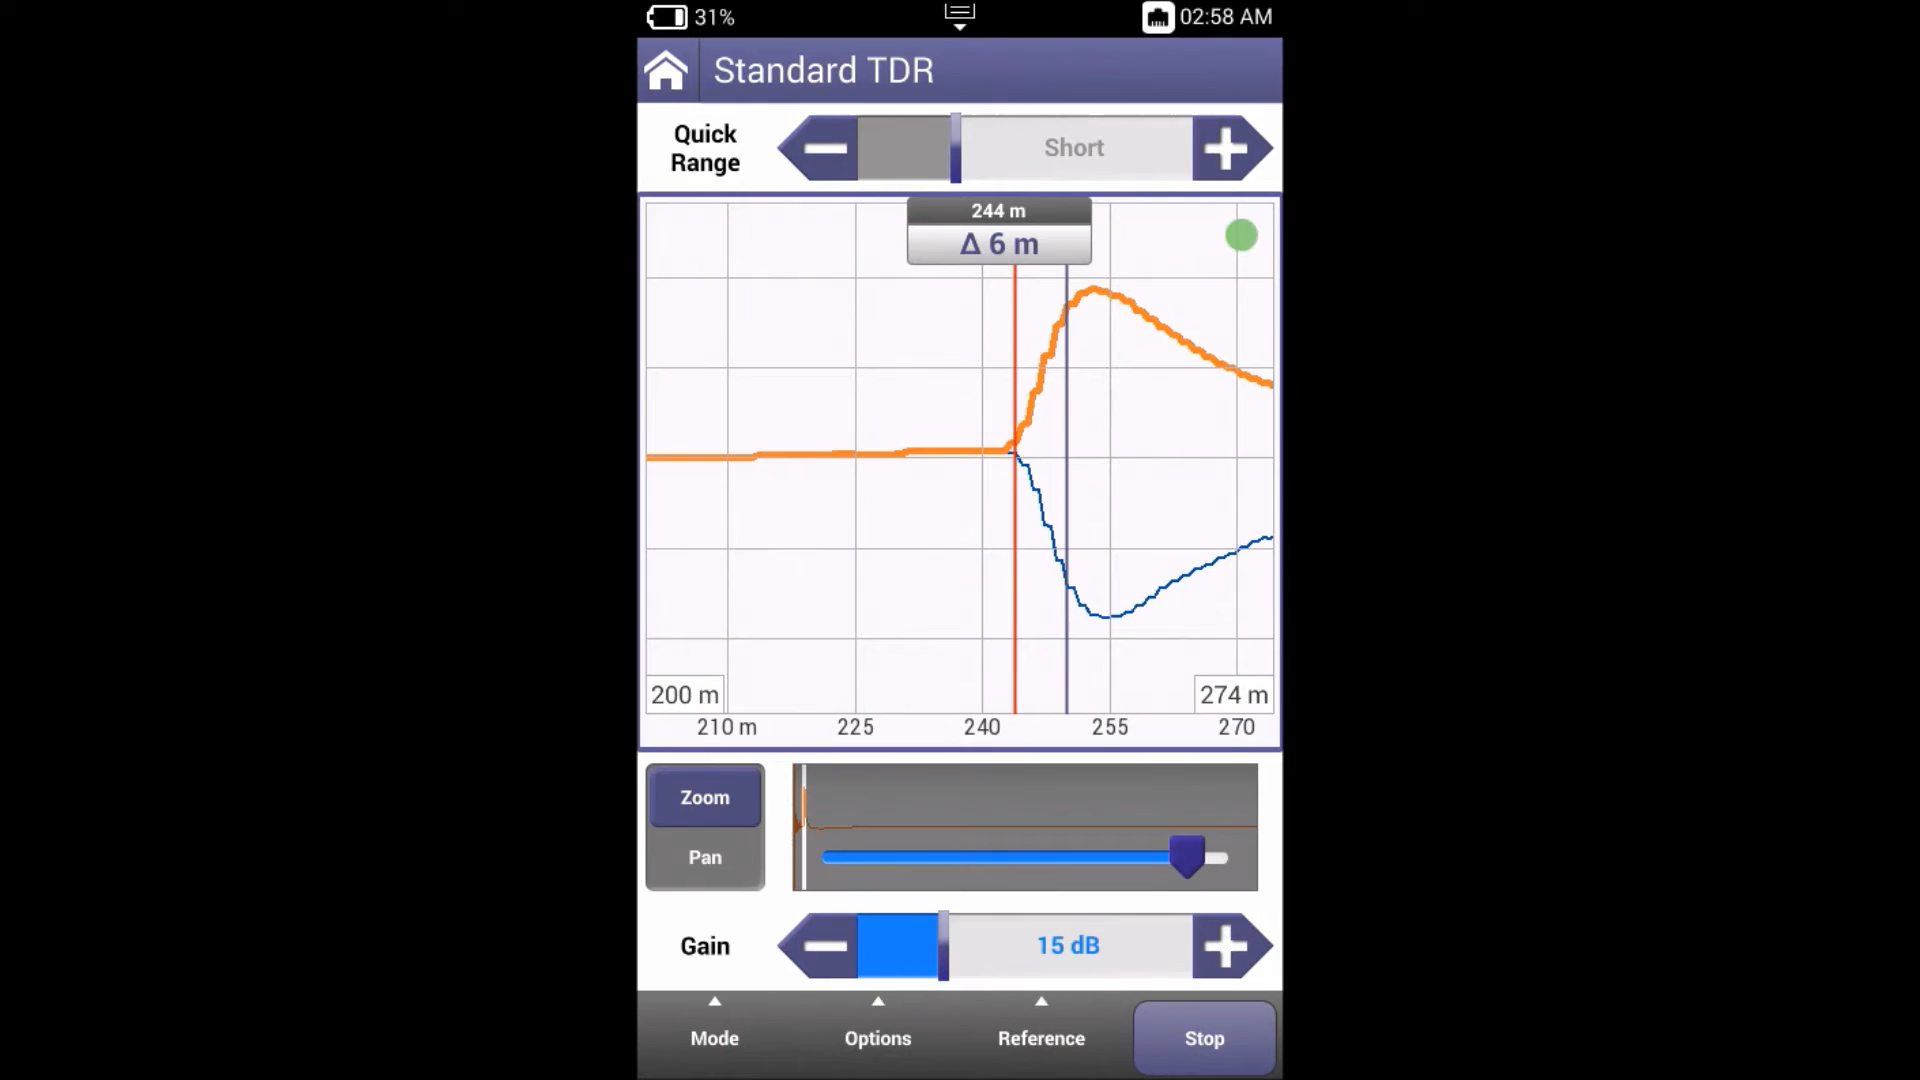 31%
02:58 AM
Standard TDR
Quick
Range
Short
244 m
Δ 6 m
200 m
274 m
210 m 225 240 255 270
Zoom
Pan
Gain
15 dB
Mode
Options
Reference
Stop